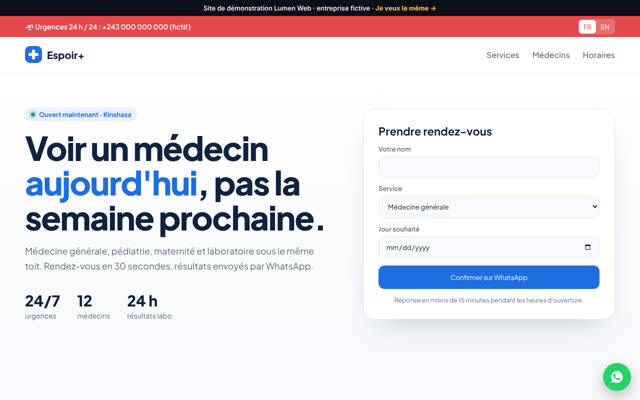 Site de démonstration Lumen Web · entreprise fictive · Je veux le même →
🚑 Urgences 24 h / 24 : +243 000 000 000 (fictif)
FR EN
Espoir+
Services Médecins Horaires
Ouvert maintenant · Kinshasa
Voir un médecin
aujourd'hui, pas la
semaine prochaine.
Médecine générale, pédiatrie, maternité et laboratoire sous le même
toit. Rendez-vous en 30 secondes, résultats envoyés par WhatsApp.
24/7 12 24 h
urgences médecins résultats labo
Prendre rendez-vous
Votre nom
Service
Médecine générale
Jour souhaité
mm/dd/yyyy
Confirmer sur WhatsApp
Réponse en moins de 15 minutes pendant les heures d'ouverture.